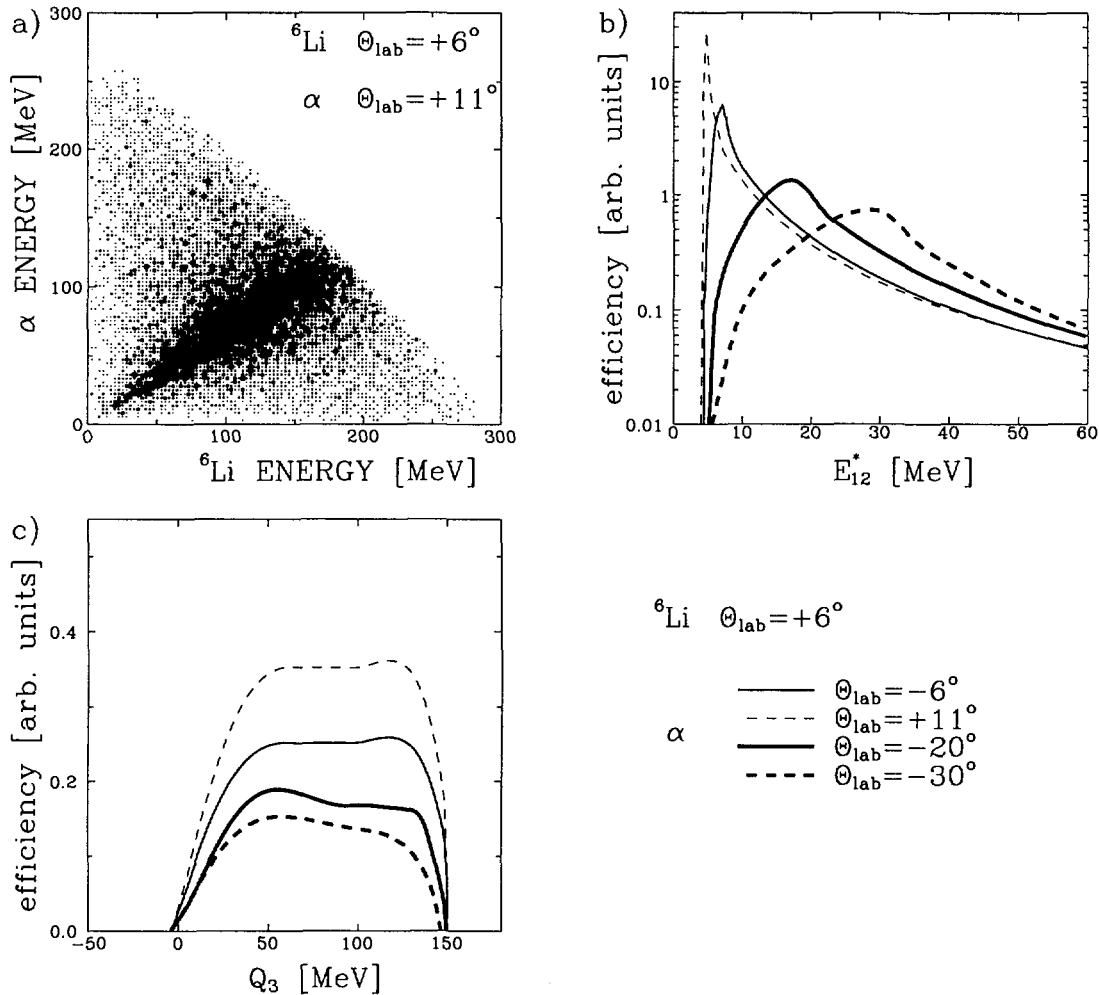 a)
300
200
100
0
α ENERGY [MeV]
⁶Li Θlab=+6°
α Θlab=+11°
0 100 200 300
⁶Li ENERGY [MeV]
b)
10
1
0.1
0.01
efficiency [arb. units]
0 10 20 30 40 50 60
E*12 [MeV]
c)
0.4
0.2
0.0
efficiency [arb. units]
-50 0 50 100 150
Q3 [MeV]
⁶Li Θlab=+6°
α
Θlab=-6°
Θlab=+11°
Θlab=-20°
Θlab=-30°